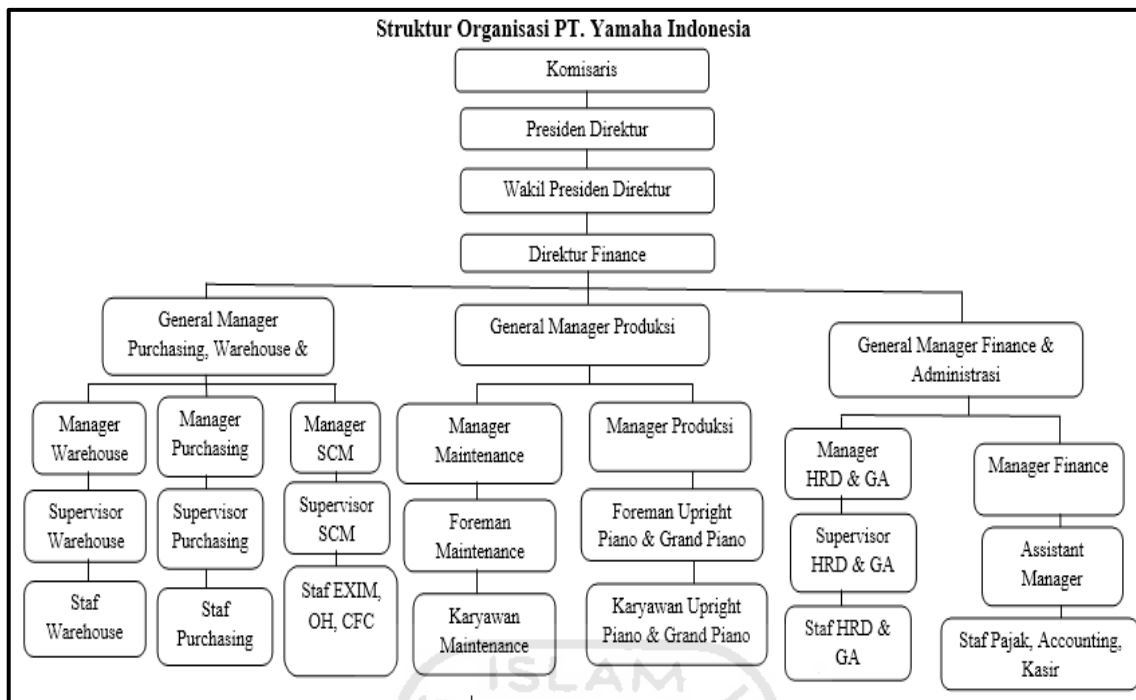 Struktur Organisasi PT. Yamaha Indonesia
Komisaris
Presiden Direktur
Wakil Presiden Direktur
Direktur Finance
General Manager
Purchasing, Warehouse &
General Manager Produksi
General Manager Finance &
Administrasi
Manager
Warehouse
Manager
Purchasing
Manager
SCM
Manager
Maintenance
Manager Produksi
Manager
HRD & GA
Manager Finance
Supervisor
Warehouse
Supervisor
Purchasing
Supervisor
SCM
Foreman
Maintenance
Foreman Upright
Piano & Grand Piano
Supervisor
HRD & GA
Assistant
Manager
Staf
Warehouse
Staf
Purchasing
Staf EXIM,
OH, CFC
Karyawan
Maintenance
Karyawan Upright
Piano & Grand Piano
Staf HRD &
GA
Staf Pajak, Accounting,
Kasir
ISLAM